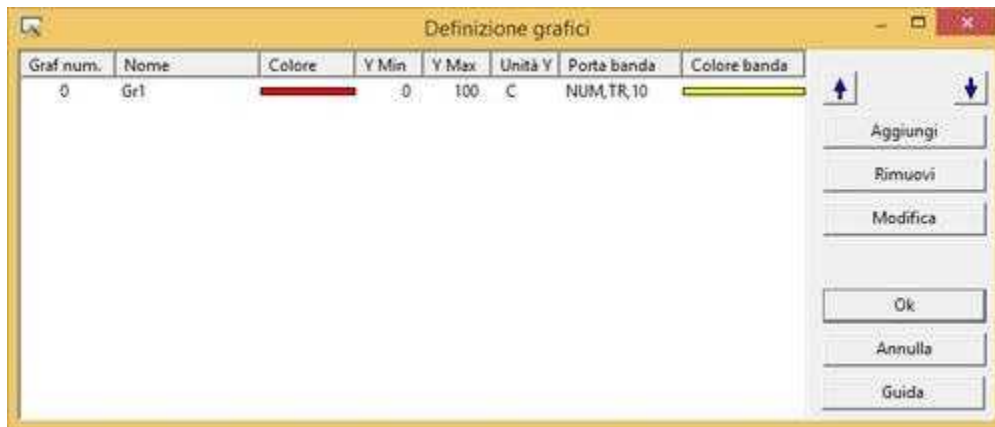 Definizione grafici
Graf num. Nome Colore Y Min Y Max Unità Y Porta banda Colore banda
0 Gr1 0 100 C NUM,TR,10
Aggiungi
Rimuovi
Modifica
Ok
Annulla
Guida